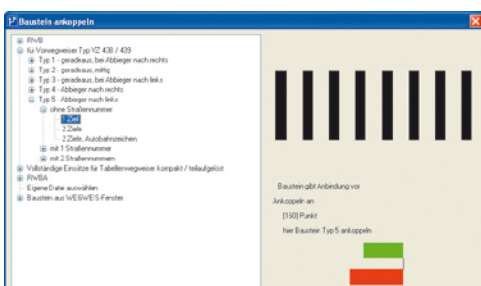 Baustein ankoppeln
RWB
für Vorwegweiser Typ VZ 438 / 439
Typ 1 - geradeaus, bei Abbieger nach rechts
Typ 2 - geradeaus, mittig
Typ 3 - geradeaus, bei Abbieger nach links
Typ 4 - Abbieger nach rechts
Typ 5 - Abbieger nach links
ohne Straßennummer
1 Ziel
2 Ziele
2 Ziele, Autobahnzeichen
mit 1 Straßennummer
mit 2 Straßennummern
Vollständige Einsätze für Tabellenwegweiser kompakt / teilaufgelöst
RWBA
Eigene Datei auswählen
Baustein aus WEGWEIS-Fenster
Baustein gibt Anbindung vor
Ankoppeln an
[150] Punkt
hier Baustein Typ 5 ankoppeln